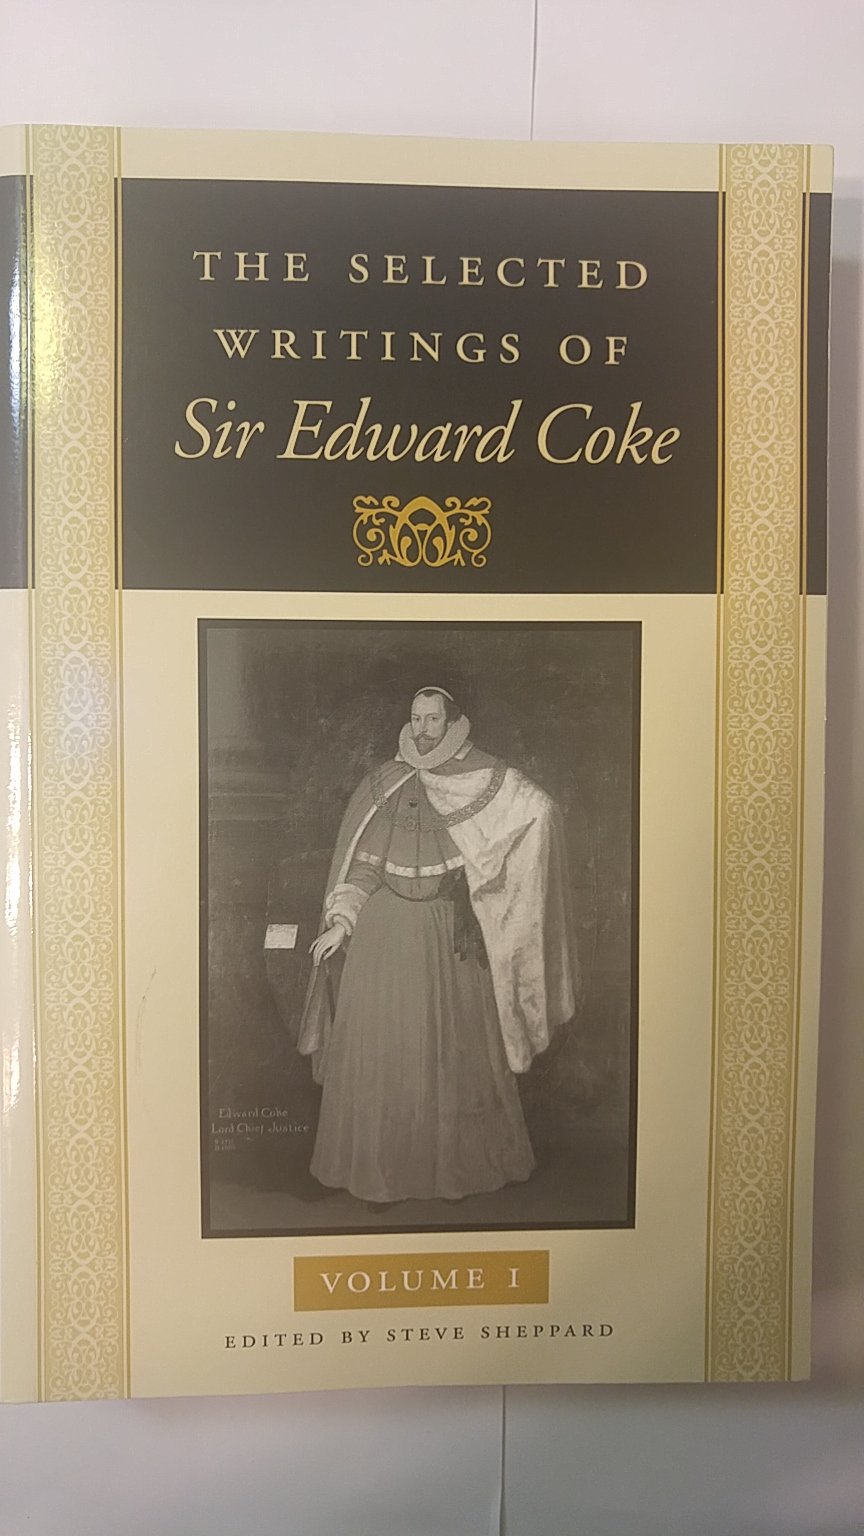 THE SELECTED
WRITINGS OF
Sir Edward Coke
Edward Coke
Lord Chief Justice
VOLUME I
EDITED BY STEVE SHEPPARD